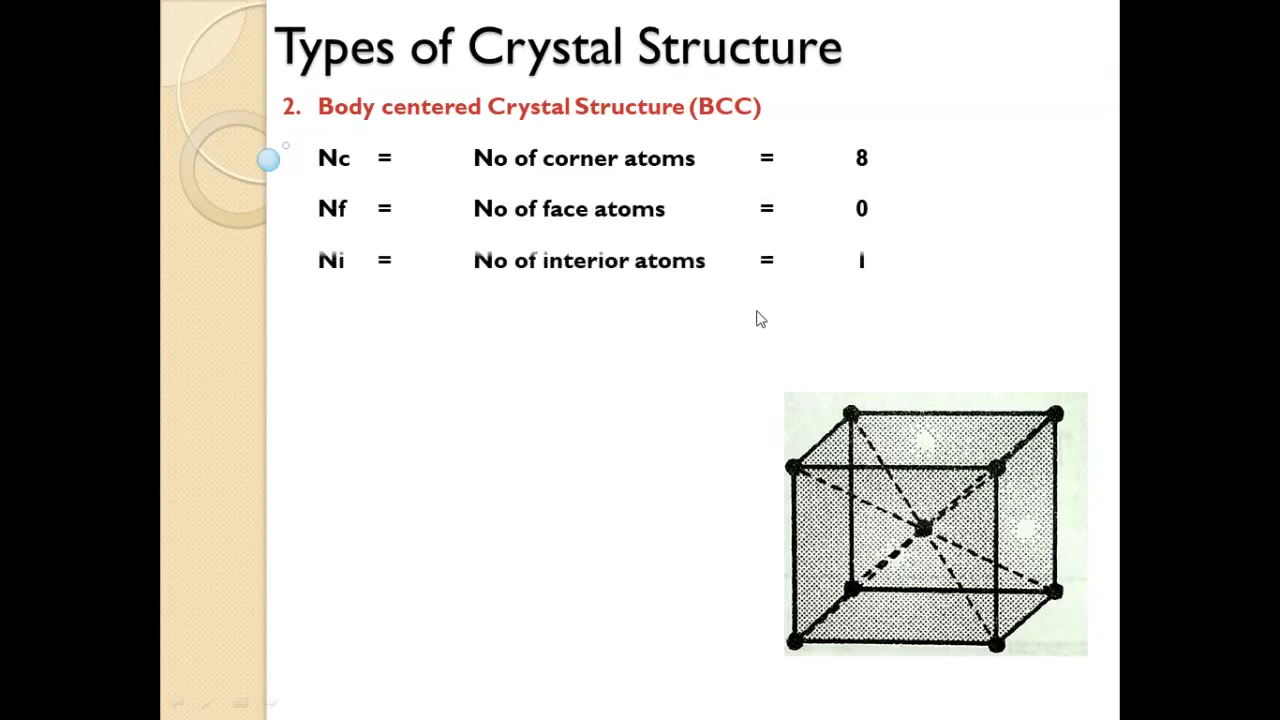 Types of Crystal Structure
2. Body centered Crystal Structure (BCC)
Nc = No of corner atoms = 8
Nf = No of face atoms = 0
Ni = No of interior atoms = 1